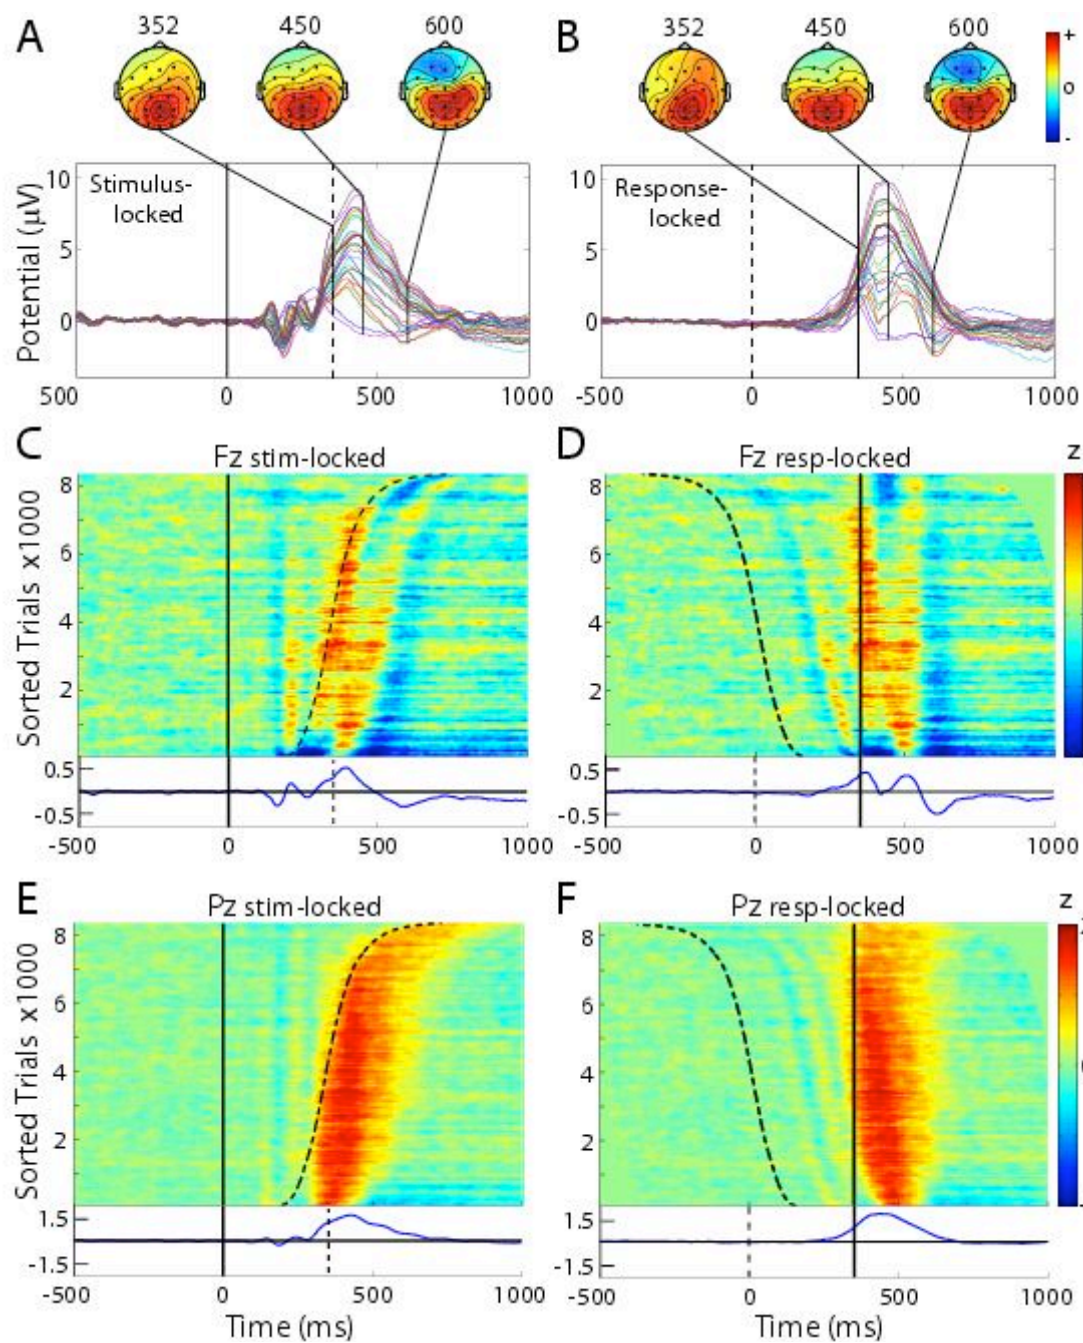 A
352 450 600
B
352 450 600
+
0
-
Potential (μV)
10
5
0
Stimulus-
locked
500 0 500 1000
10
5
0
Response-
locked
-500 0 500 1000
C
Fz stim-locked
Sorted Trials x1000
8
6
4
2
0.5
-0.5
-500 0 500 1000
D
Fz resp-locked
z
8
6
4
2
0.5
-0.5
-500 0 500 1000
E
Pz stim-locked
Sorted Trials x1000
8
6
4
2
1.5
-1.5
-500 0 500 1000
Time (ms)
F
Pz resp-locked
z
8
6
4
2
1.5
-1.5
-500 0 500 1000
Time (ms)